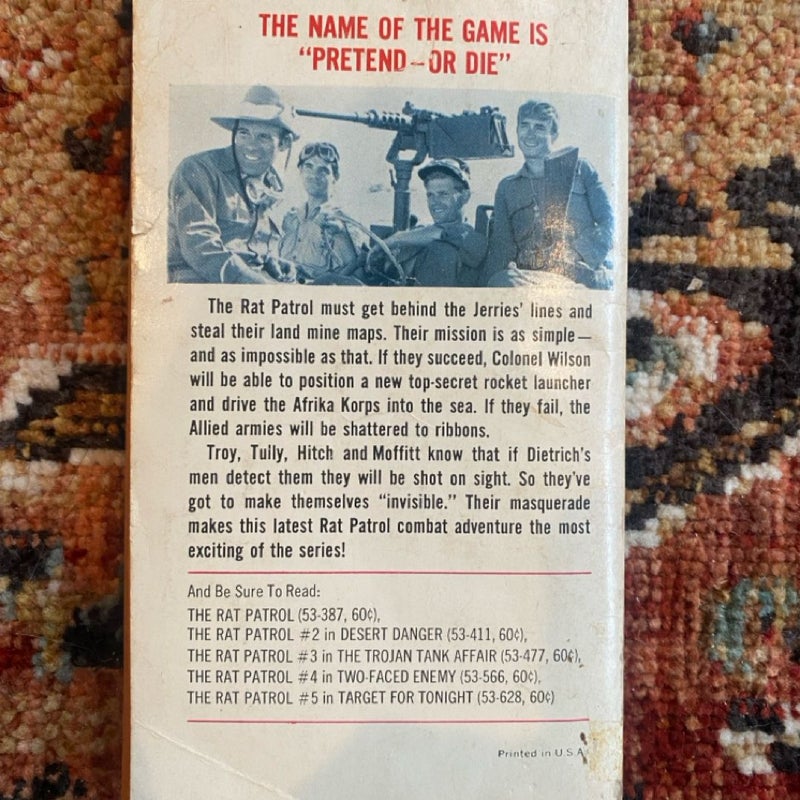 THE NAME OF THE GAME IS
“PRETEND—OR DIE”
The Rat Patrol must get behind the Jerries’ lines and
steal their land mine maps. Their mission is as simple—
and as impossible as that. If they succeed, Colonel Wilson
will be able to position a new top-secret rocket launcher
and drive the Afrika Korps into the sea. If they fail, the
Allied armies will be shattered to ribbons.
Troy, Tully, Hitch and Moffitt know that if Dietrich’s
men detect them they will be shot on sight. So they’ve
got to make themselves “invisible.” Their masquerade
makes this latest Rat Patrol combat adventure the most
exciting of the series!
And Be Sure To Read:
THE RAT PATROL (53-387, 60¢),
THE RAT PATROL #2 in DESERT DANGER (53-411, 60¢),
THE RAT PATROL #3 in THE TROJAN TANK AFFAIR (53-477, 60¢),
THE RAT PATROL #4 in TWO-FACED ENEMY (53-566, 60¢),
THE RAT PATROL #5 in TARGET FOR TONIGHT (53-628, 60¢)
Printed in U.S.A